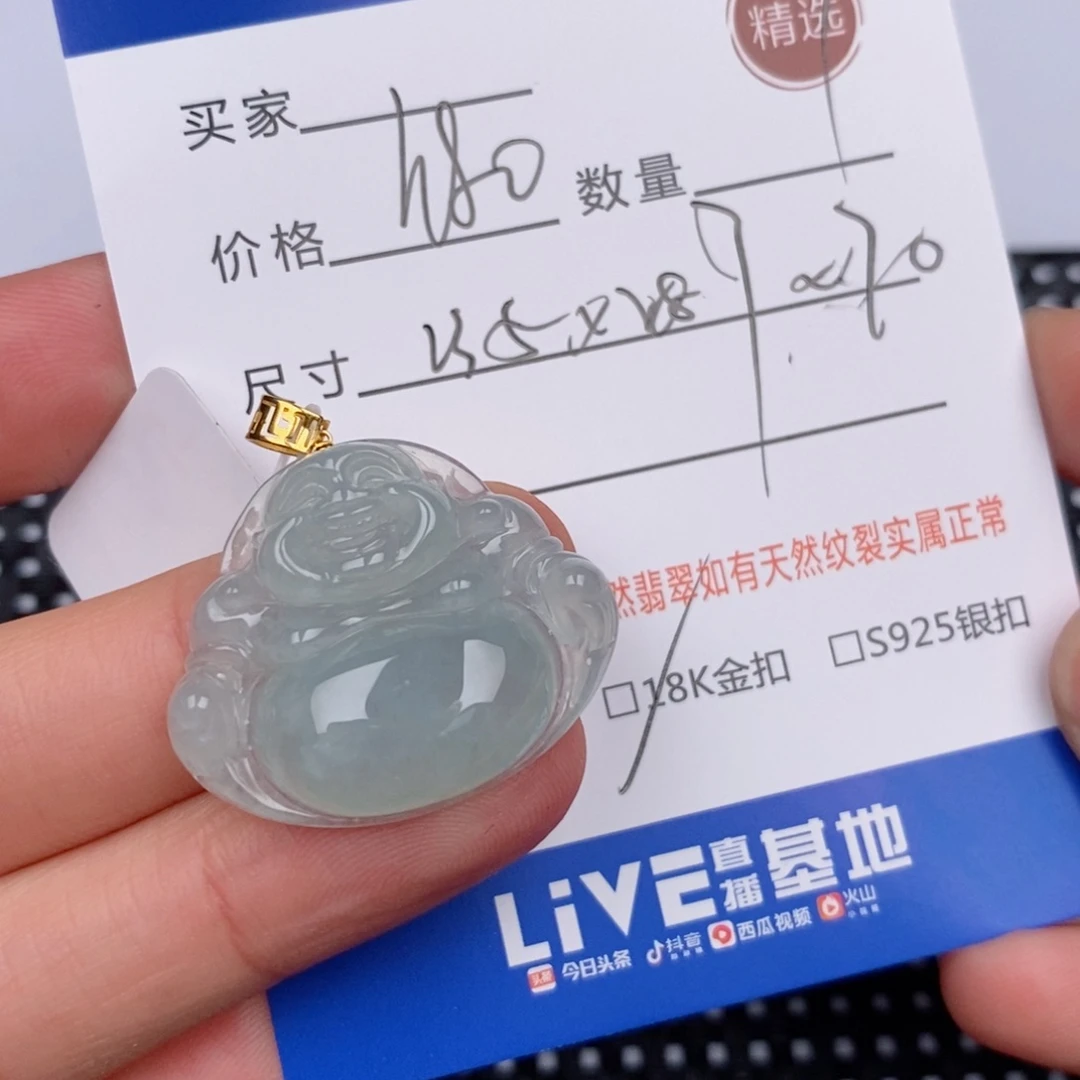 精选
买家
价格
数量
尺寸
然翡翠如有天然纹裂实属正常
□18K金扣 □S925银扣
LiVE直播基地
今日头条 抖音 西瓜视频 火山